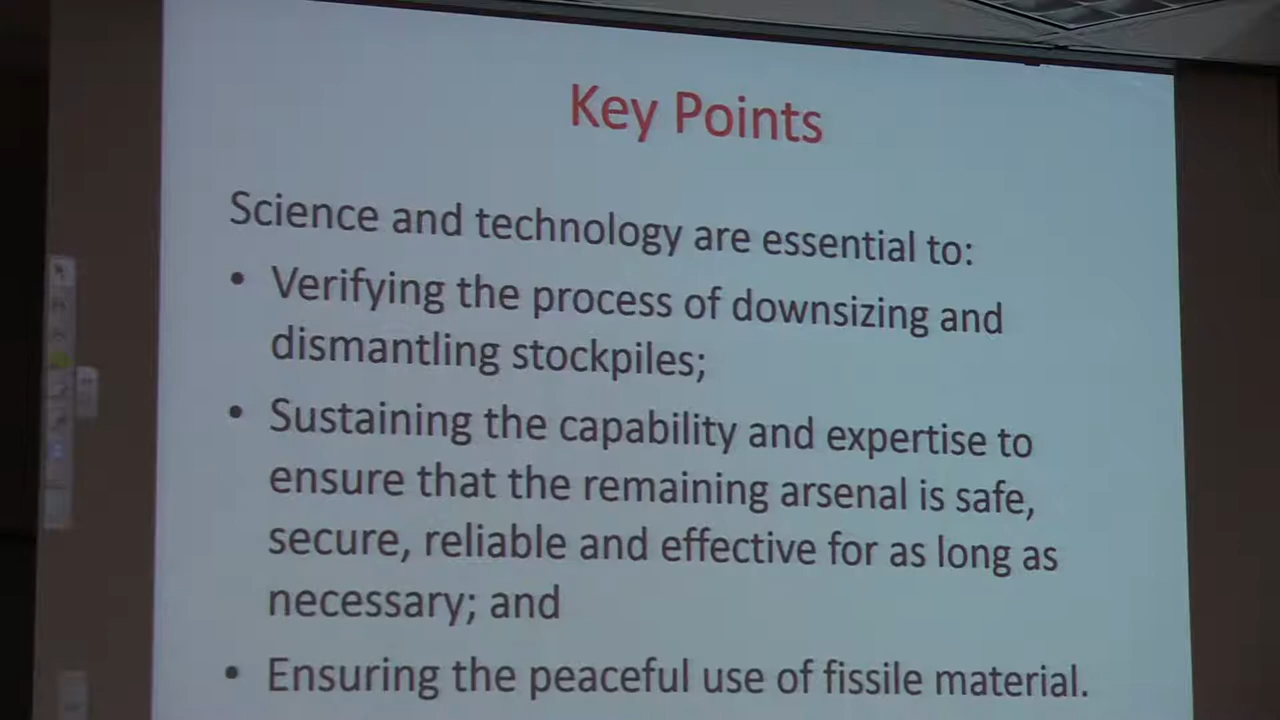 Key Points
Science and technology are essential to:
• Verifying the process of downsizing and
dismantling stockpiles;
• Sustaining the capability and expertise to
ensure that the remaining arsenal is safe,
secure, reliable and effective for as long as
necessary; and
• Ensuring the peaceful use of fissile material.